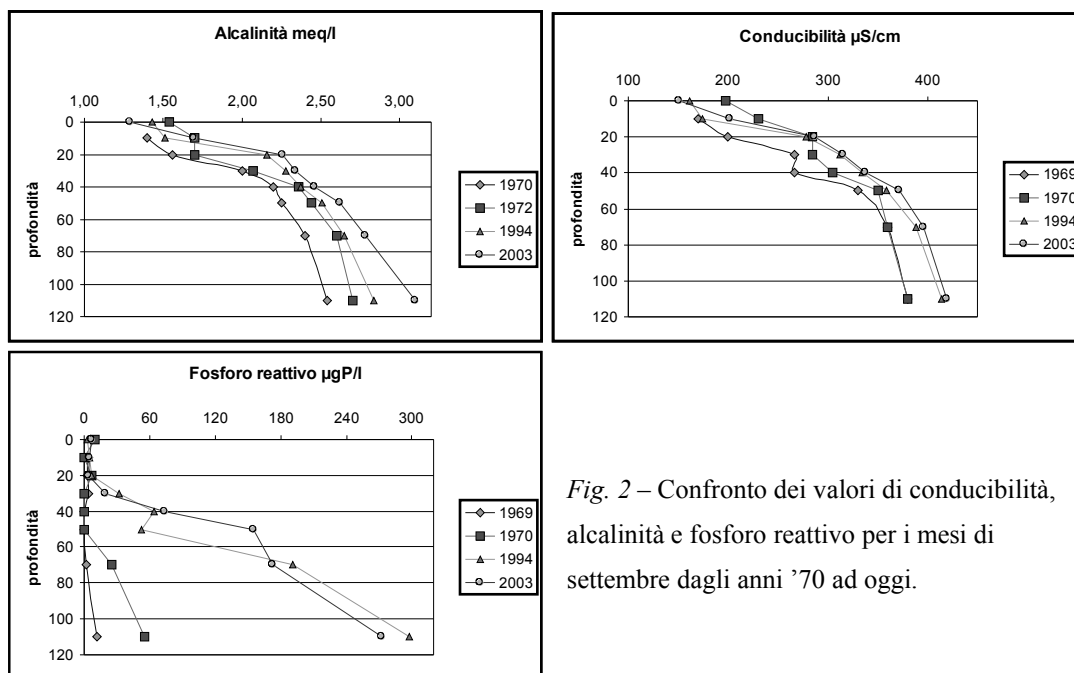 Alcalinità meq/l
1,00 1,50 2,00 2,50 3,00
0
20
40
60
80
100
120
profondità
1970
1972
1994
2003
Conducibilità µS/cm
100 200 300 400
0
20
40
60
80
100
120
profondità
1969
1970
1994
2003
Fosforo reattivo µgP/l
0 60 120 180 240 300
0
20
40
60
80
100
120
profondità
1969
1970
1994
2003
Fig. 2 – Confronto dei valori di conducibilità,
alcalinità e fosforo reattivo per i mesi di
settembre dagli anni ’70 ad oggi.